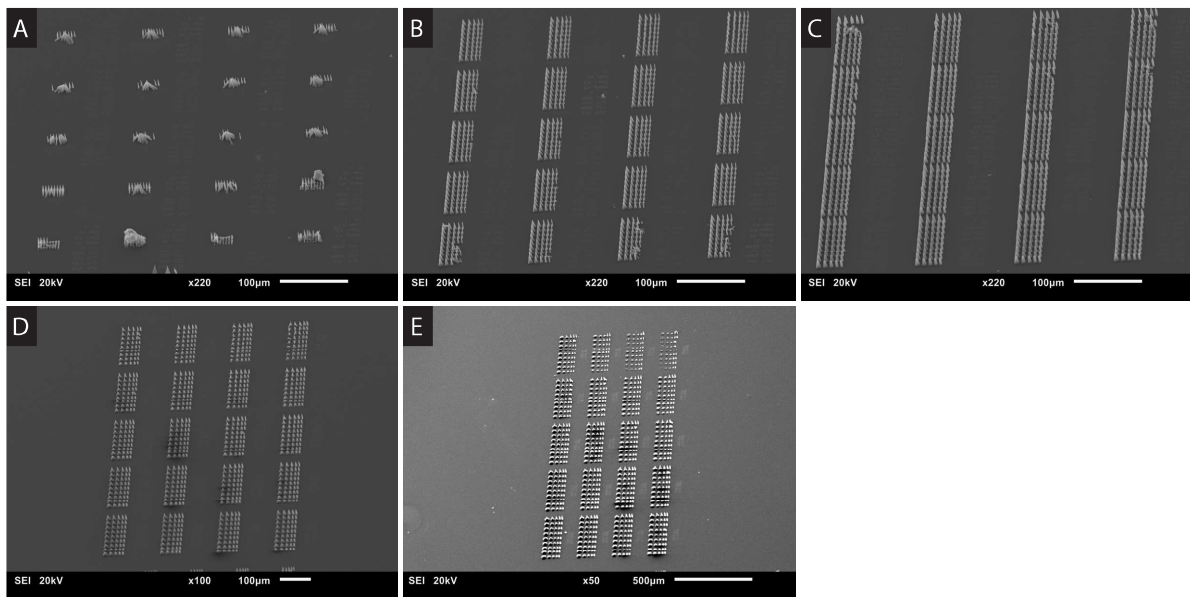 A
SEI 20kV x220 100µm
B
SEI 20kV x220 100µm
C
SEI 20kV x220 100µm
D
SEI 20kV x100 100µm
E
SEI 20kV x50 500µm